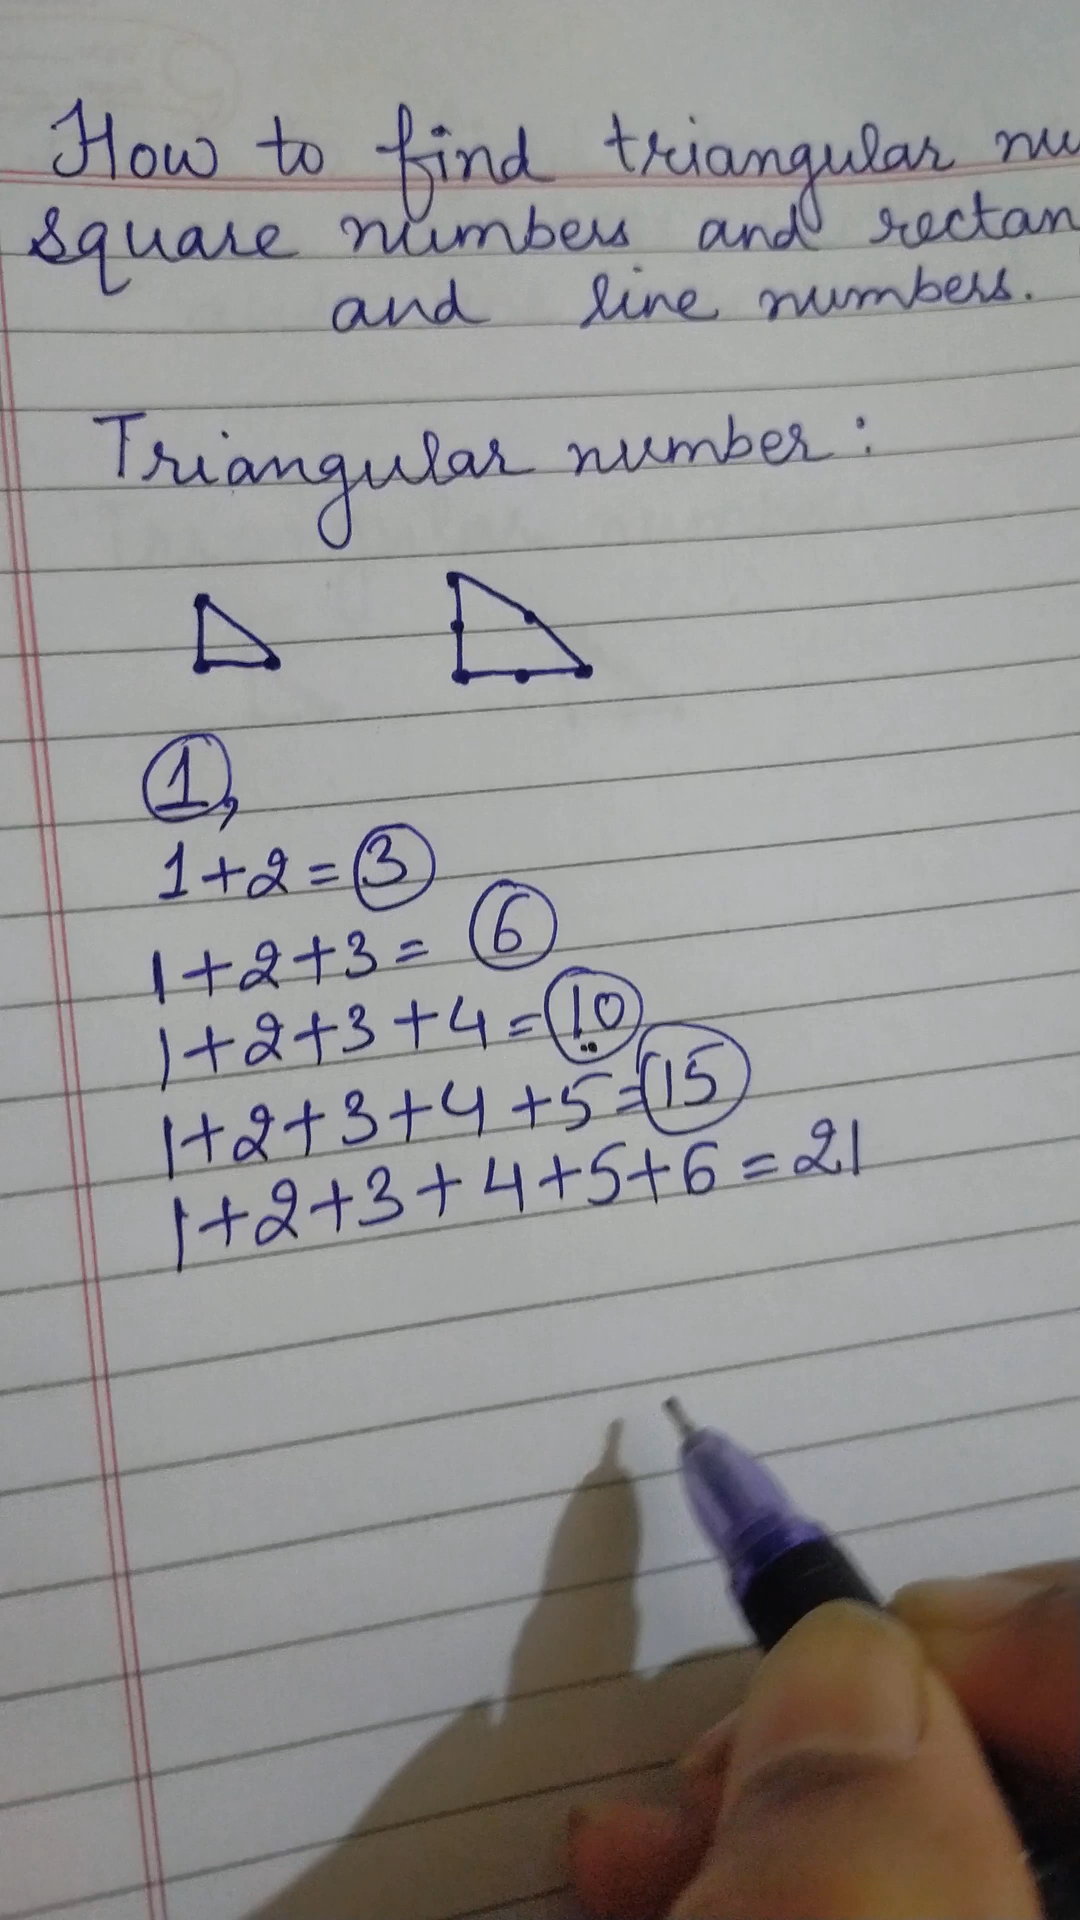 How to find triangular nu
square numbers and rectan
and line numbers.
Triangular number:
1,
1+2=3
1+2+3= 6
1+2+3+4=10
1+2+3+4+5=15
1+2+3+4+5+6=21